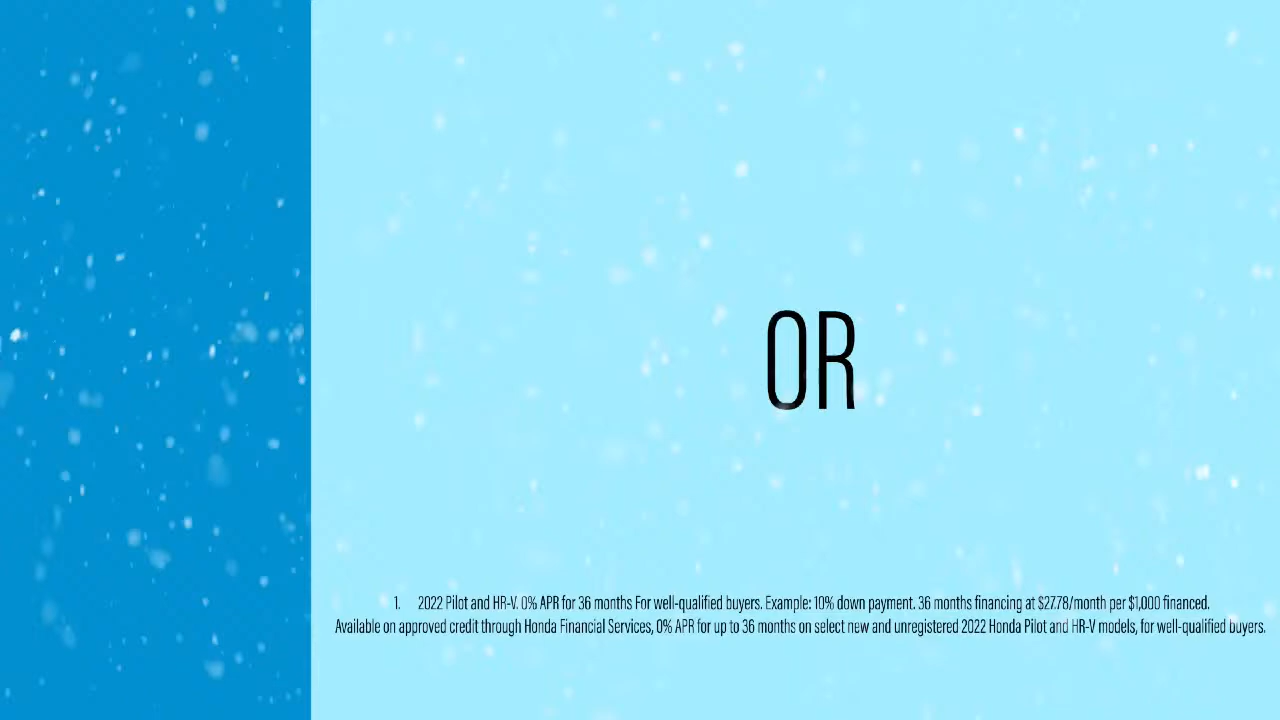 OR
1. 2022 Pilot and HR-V. 0% APR for 36 months For well-qualified buyers. Example: 10% down payment. 36 months financing at $27.78/month per $1,000 financed.
Available on approved credit through Honda Financial Services, 0% APR for up to 36 months on select new and unregistered 2022 Honda Pilot and HR-V models, for well-qualified buyers.